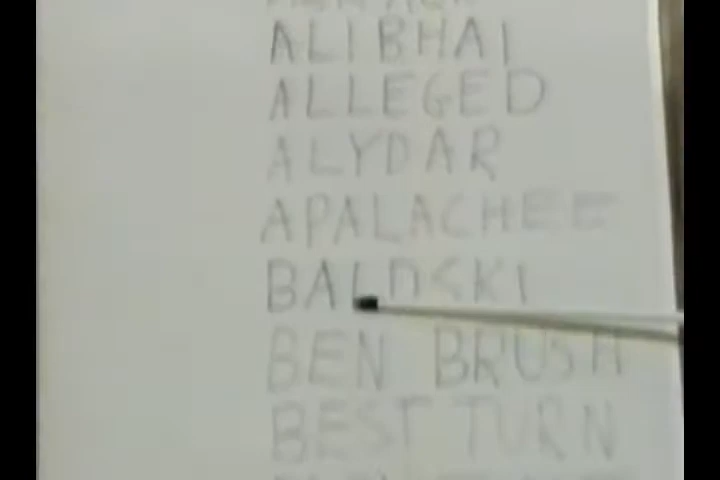 ALIBHAI
ALLEGED
ALYDAR
APALACHEE
BALDSKI
BEN BRUSH
BEST TURN